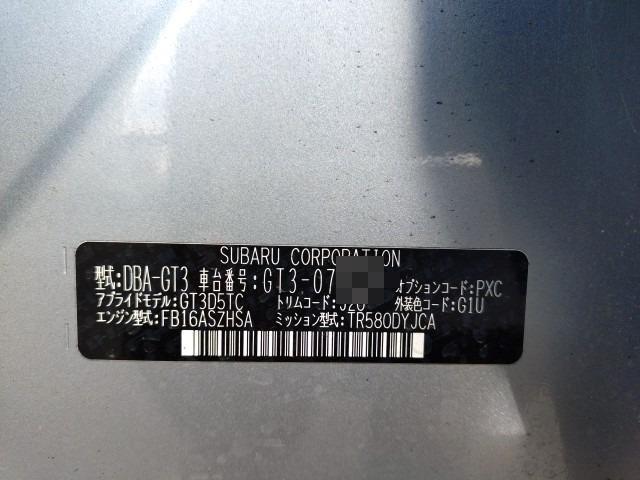 SUBARU CORPORATION
型式:DBA-GT3 車台番号:GT3-07 オプションコード:PXC
アプライドモデル:GT3D5TC トリムコード: 外装色コード:G1U
エンジン型式:FB16ASZHSA ミッション型式:TR580DYJCA